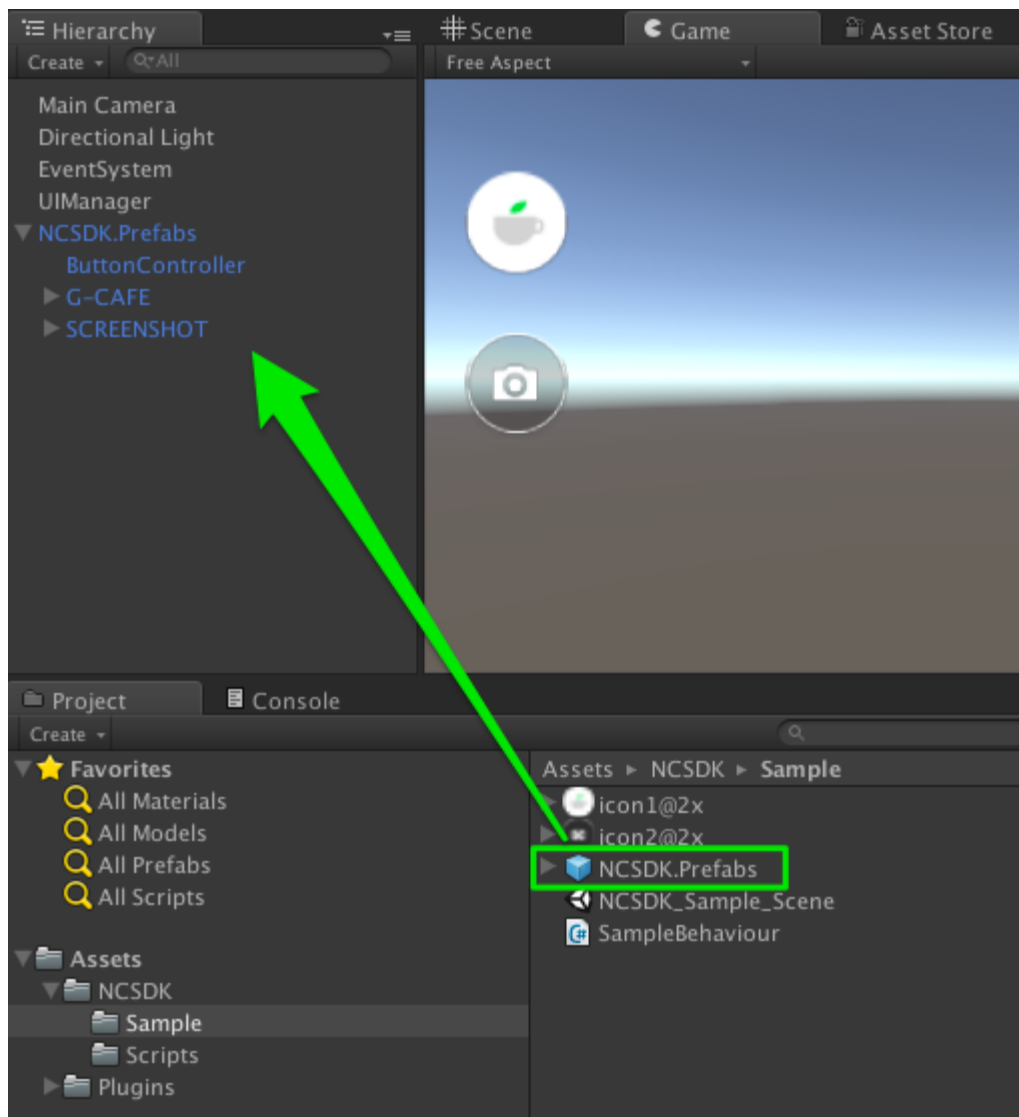 Hierarchy
Create
All
Main Camera
Directional Light
EventSystem
UIManager
NCSDK.Prefabs
ButtonController
G-CAFE
SCREENSHOT
Scene Game Asset Store
Free Aspect
Project Console
Create
Favorites
All Materials
All Models
All Prefabs
All Scripts
Assets
NCSDK
Sample
Scripts
Plugins
Assets ▸ NCSDK ▸ Sample
icon1@2x
icon2@2x
NCSDK.Prefabs
NCSDK_Sample_Scene
C# SampleBehaviour